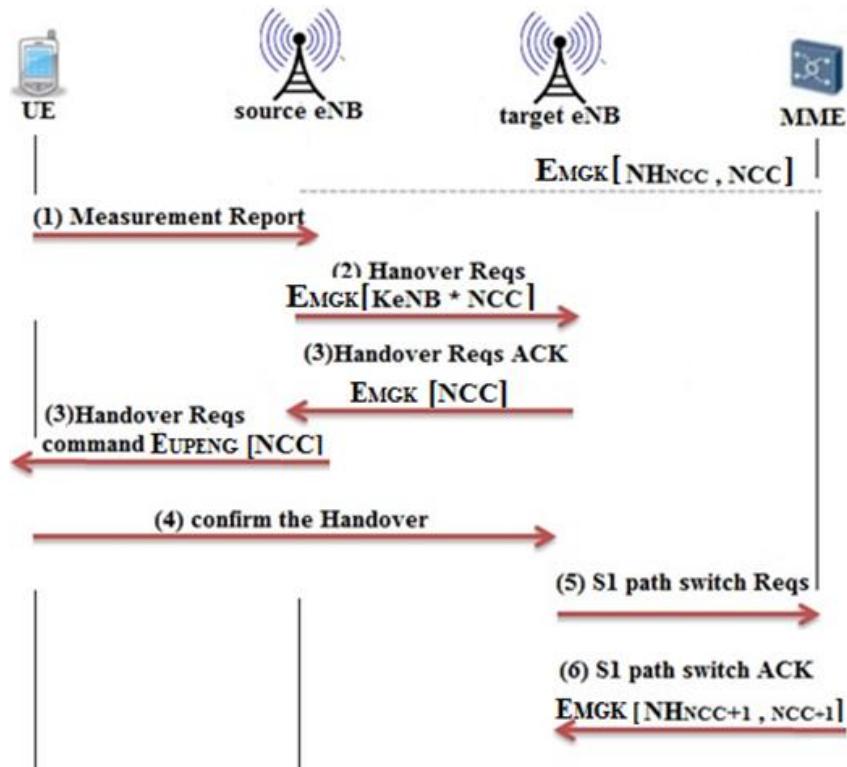 UE
source eNB
target eNB
MME
EMGK[NHNCC , NCC]
(1) Measurement Report
(2) Hanover Reqs
EMGK[KeNB * NCC]
(3)Handover Reqs ACK
EMGK [NCC]
(3)Handover Reqs
command EUPENG [NCC]
(4) confirm the Handover
(5) S1 path switch Reqs
(6) S1 path switch ACK
EMGK [NHNCC+1 , NCC+1]